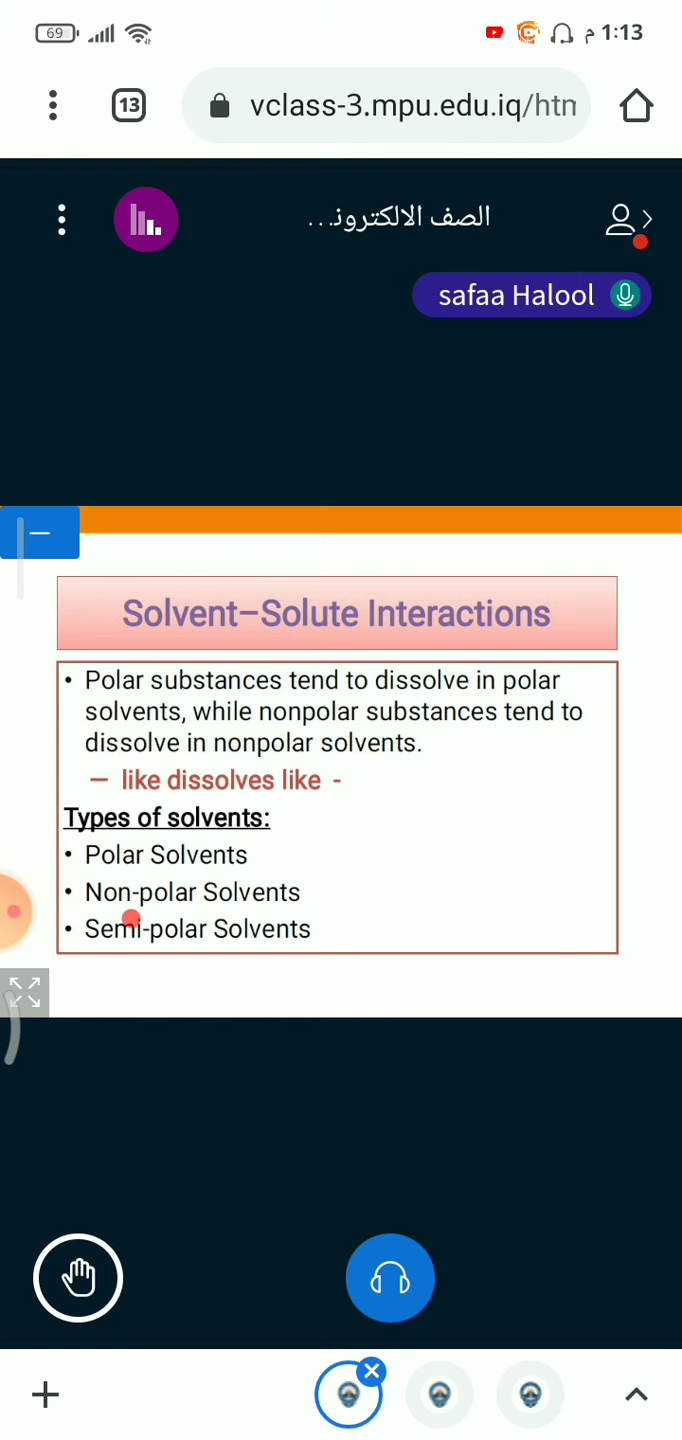 69
م 1:13
13
vclass-3.mpu.edu.iq/htm
الصف الالكترونـ...
safaa Halool
Solvent–Solute Interactions
• Polar substances tend to dissolve in polar
solvents, while nonpolar substances tend to
dissolve in nonpolar solvents.
– like dissolves like -
Types of solvents:
• Polar Solvents
• Non-polar Solvents
• Semi-polar Solvents